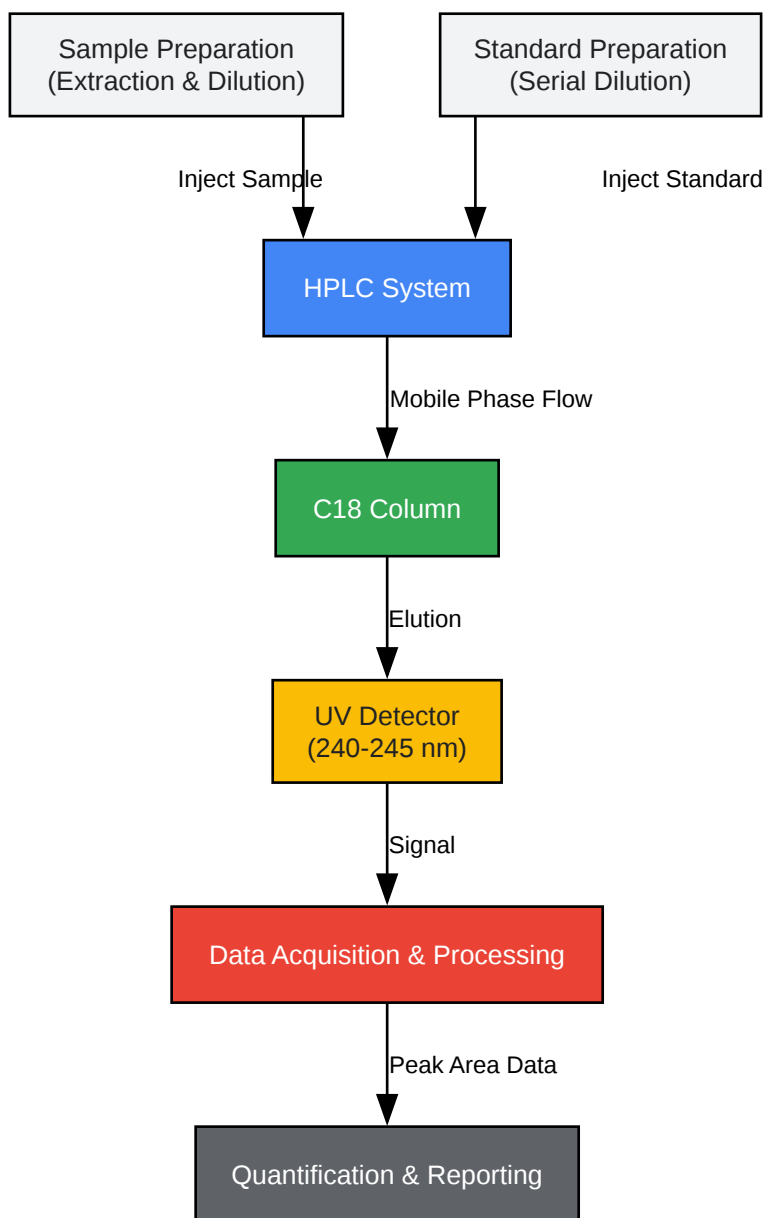 Sample Preparation
(Extraction & Dilution)
Standard Preparation
(Serial Dilution)
Inject Sample
Inject Standard
HPLC System
Mobile Phase Flow
C18 Column
Elution
UV Detector
(240-245 nm)
Signal
Data Acquisition & Processing
Peak Area Data
Quantification & Reporting